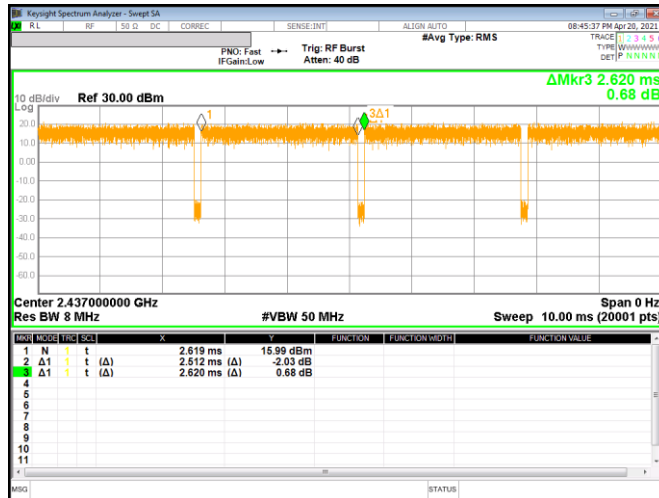 Keysight Spectrum Analyzer - Swept SA
RL RF 50 Ω DC CORREC SENSE:INT ALIGN AUTO 08:45:37 PM Apr 20, 2021
#Avg Type: RMS TRACE 1 2 3 4 5
PNO: Fast Trig: RF Burst TYPE
IFGain:Low Atten: 40 dB DET P N N N N
ΔMkr3 2.620 ms
0.68 dB
10 dB/div Ref 30.00 dBm
Log
1
3Δ1
20.0
10.0
0.00
-10.0
-20.0
-30.0
-40.0
-50.0
-60.0
Center 2.437000000 GHz Span 0 Hz
Res BW 8 MHz #VBW 50 MHz Sweep 10.00 ms (20001 pts)
MKR MODE TRC SCL X Y FUNCTION FUNCTION WIDTH FUNCTION VALUE
1 N 1 t 2.619 ms 15.99 dBm
2 Δ1 1 t (Δ) 2.512 ms (Δ) -2.03 dB
3 Δ1 1 t (Δ) 2.620 ms (Δ) 0.68 dB
4
5
6
7
8
9
10
11
MSG STATUS